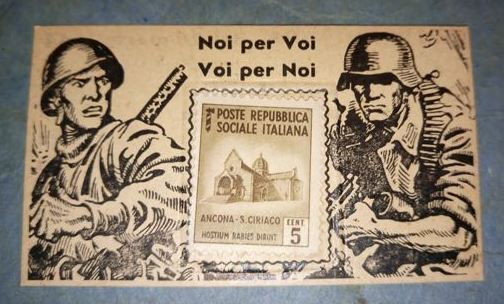 Noi per Voi
Voi per Noi
POSTE REPUBBLICA
SOCIALE ITALIANA
ANCONA-S.CIRIACO
HOSTIUM RABIES DIRUIT
CENT.
5